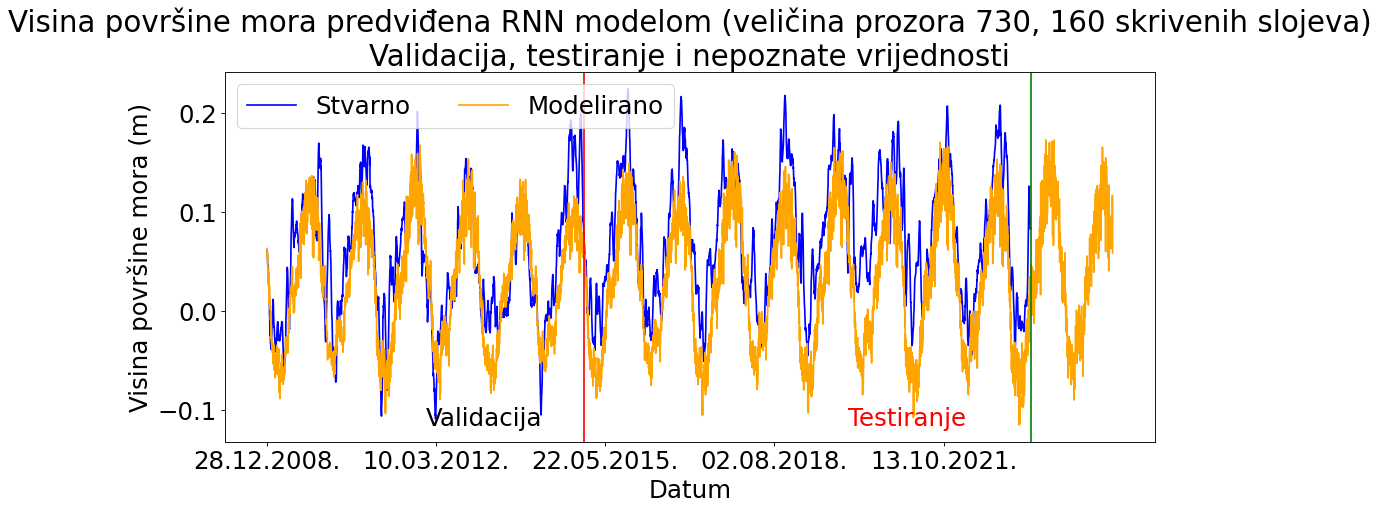 Visina površine mora predviđena RNN modelom (veličina prozora 730, 160 skrivenih slojeva)
Validacija, testiranje i nepoznate vrijednosti
Stvarno
Modelirano
Visina površine mora (m)
0.2
0.1
0.0
−0.1
Validacija
Testiranje
28.12.2008.
10.03.2012.
22.05.2015.
02.08.2018.
13.10.2021.
Datum